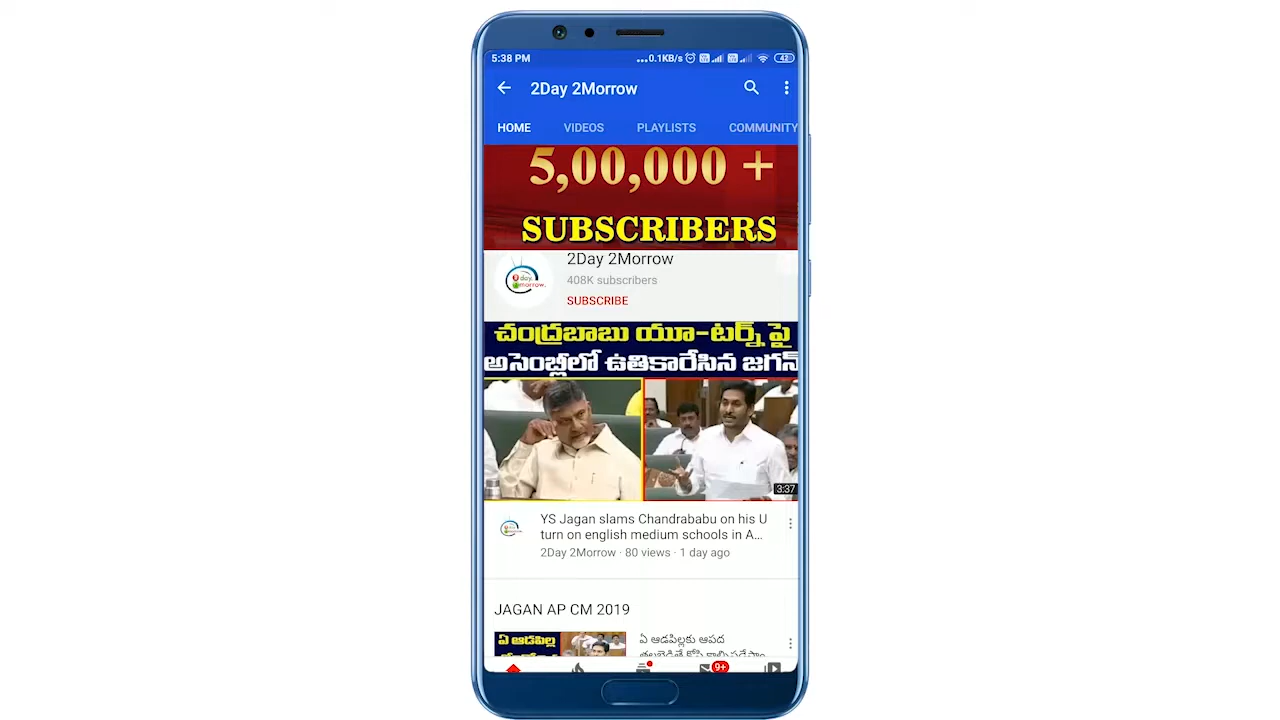 5:38 PM
...0.1KB/s
42
2Day 2Morrow
HOME VIDEOS PLAYLISTS COMMUNITY
5,00,000 +
SUBSCRIBERS
2Day 2Morrow
408K subscribers
SUBSCRIBE
చంద్రబాబు యూ-టర్న్ పై
అసెంబ్లీలో ఉతికారేసిన జగన్
3:37
YS Jagan slams Chandrababu on his U
turn on english medium schools in A...
2Day 2Morrow · 80 views · 1 day ago
JAGAN AP CM 2019
ఏ ఆడపిల్ల
ఏ ఆడపిల్లకు ఆపద
9+